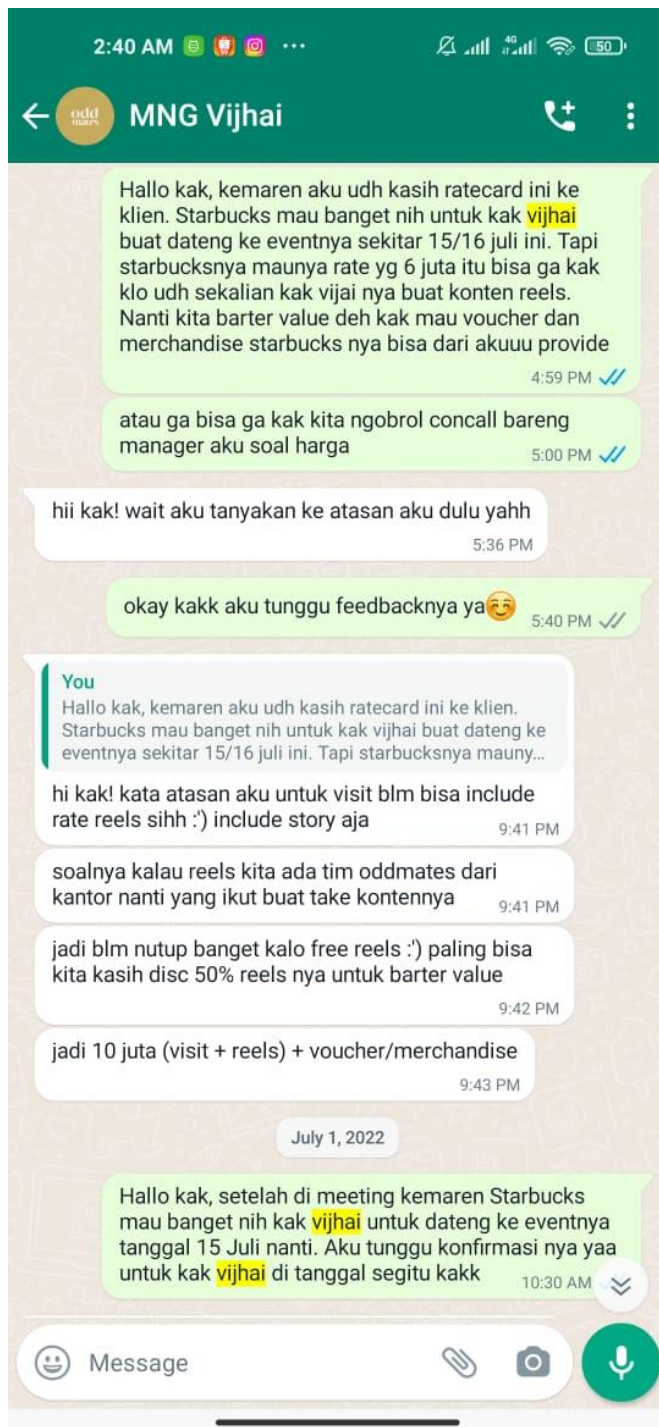 2:40 AM
4G
50
odd
MNG Vijhai
Hallo kak, kemaren aku udh kasih ratecard ini ke
klien. Starbucks mau banget nih untuk kak vijhai
buat dateng ke eventnya sekitar 15/16 juli ini. Tapi
starbucksnya maunya rate yg 6 juta itu bisa ga kak
klo udh sekalian kak vijai nya buat konten reels.
Nanti kita barter value deh kak mau voucher dan
merchandise starbucks nya bisa dari akuuu provide
4:59 PM
atau ga bisa ga kak kita ngobrol concall bareng
manager aku soal harga
5:00 PM
hii kak! wait aku tanyakan ke atasan aku dulu yahh
5:36 PM
okay kakk aku tunggu feedbacknya ya😊
5:40 PM
You
Hallo kak, kemaren aku udh kasih ratecard ini ke klien.
Starbucks mau banget nih untuk kak vijhai buat dateng ke
eventnya sekitar 15/16 juli ini. Tapi starbucksnya mauny...
hi kak! kata atasan aku untuk visit blm bisa include
rate reels sihh :') include story aja
9:41 PM
soalnya kalau reels kita ada tim oddmates dari
kantor nanti yang ikut buat take kontennya
9:41 PM
jadi blm nutup banget kalo free reels :') paling bisa
kita kasih disc 50% reels nya untuk barter value
9:42 PM
jadi 10 juta (visit + reels) + voucher/merchandise
9:43 PM
July 1, 2022
Hallo kak, setelah di meeting kemaren Starbucks
mau banget nih kak vijhai untuk dateng ke eventnya
tanggal 15 Juli nanti. Aku tunggu konfirmasi nya yaa
untuk kak vijhai di tanggal segitu kakk
10:30 AM
Message